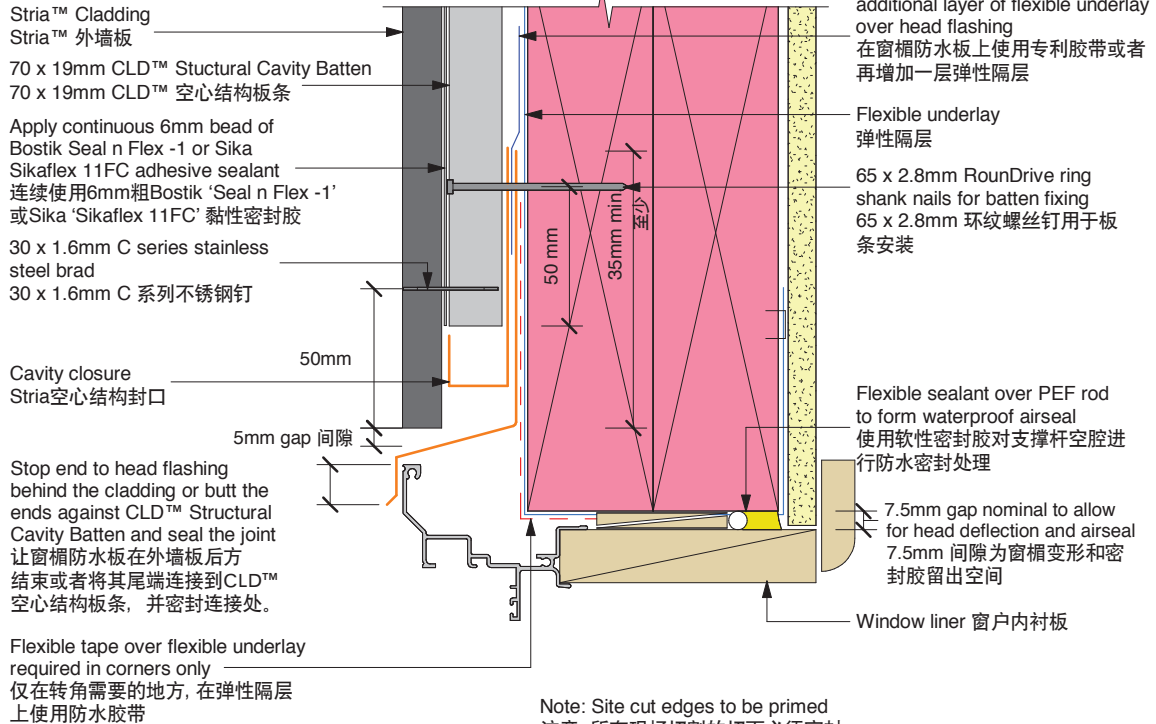 Stria™ Cladding
Stria™ 外墙板
70 x 19mm CLD™ Stuctural Cavity Batten
70 x 19mm CLD™ 空心结构板条
Apply continuous 6mm bead of
Bostik Seal n Flex -1 or Sika
Sikaflex 11FC adhesive sealant
连续使用6mm粗Bostik ‘Seal n Flex -1’
或Sika ‘Sikaflex 11FC’ 黏性密封胶
30 x 1.6mm C series stainless
steel brad
30 x 1.6mm C 系列不锈钢钉
50mm
Cavity closure
Stria空心结构封口
5mm gap 间隙
Stop end to head flashing
behind the cladding or butt the
ends against CLD™ Structural
Cavity Batten and seal the joint
让窗楣防水板在外墙板后方
结束或者将其尾端连接到CLD™
空心结构板条，并密封连接处。
Flexible tape over flexible underlay
required in corners only
仅在转角需要的地方, 在弹性隔层
上使用防水胶带
50 mm
35mm min
至少
additional layer of flexible underlay
over head flashing
在窗楣防水板上使用专利胶带或者
再增加一层弹性隔层
Flexible underlay
弹性隔层
65 x 2.8mm RounDrive ring
shank nails for batten fixing
65 x 2.8mm 环纹螺丝钉用于板
条安装
Flexible sealant over PEF rod
to form waterproof airseal
使用软性密封胶对支撑杆空腔进
行防水密封处理
7.5mm gap nominal to allow
for head deflection and airseal
7.5mm 间隙为窗楣变形和密
封胶留出空间
Window liner 窗户内衬板
Note: Site cut edges to be primed